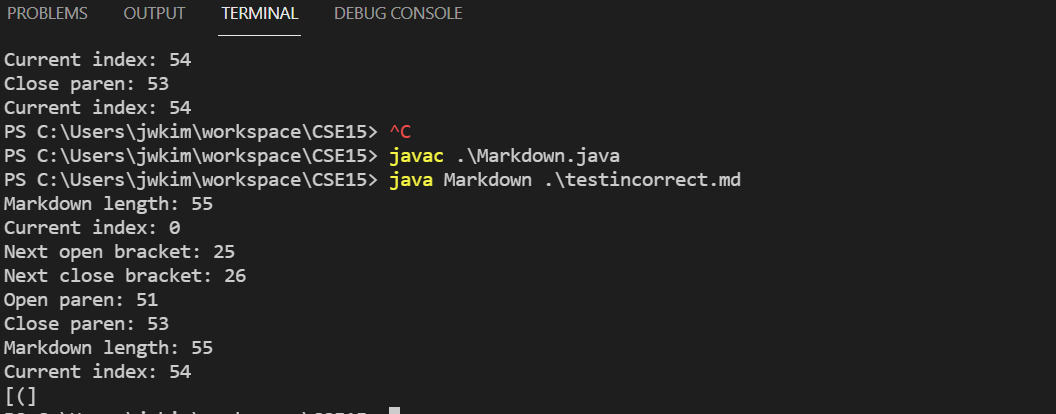 PROBLEMS OUTPUT TERMINAL DEBUG CONSOLE
Current index: 54
Close paren: 53
Current index: 54
PS C:\Users\jwkim\workspace\CSE15> ^C
PS C:\Users\jwkim\workspace\CSE15> javac .\Markdown.java
PS C:\Users\jwkim\workspace\CSE15> java Markdown .\testincorrect.md
Markdown length: 55
Current index: 0
Next open bracket: 25
Next close bracket: 26
Open paren: 51
Close paren: 53
Markdown length: 55
Current index: 54
[(]